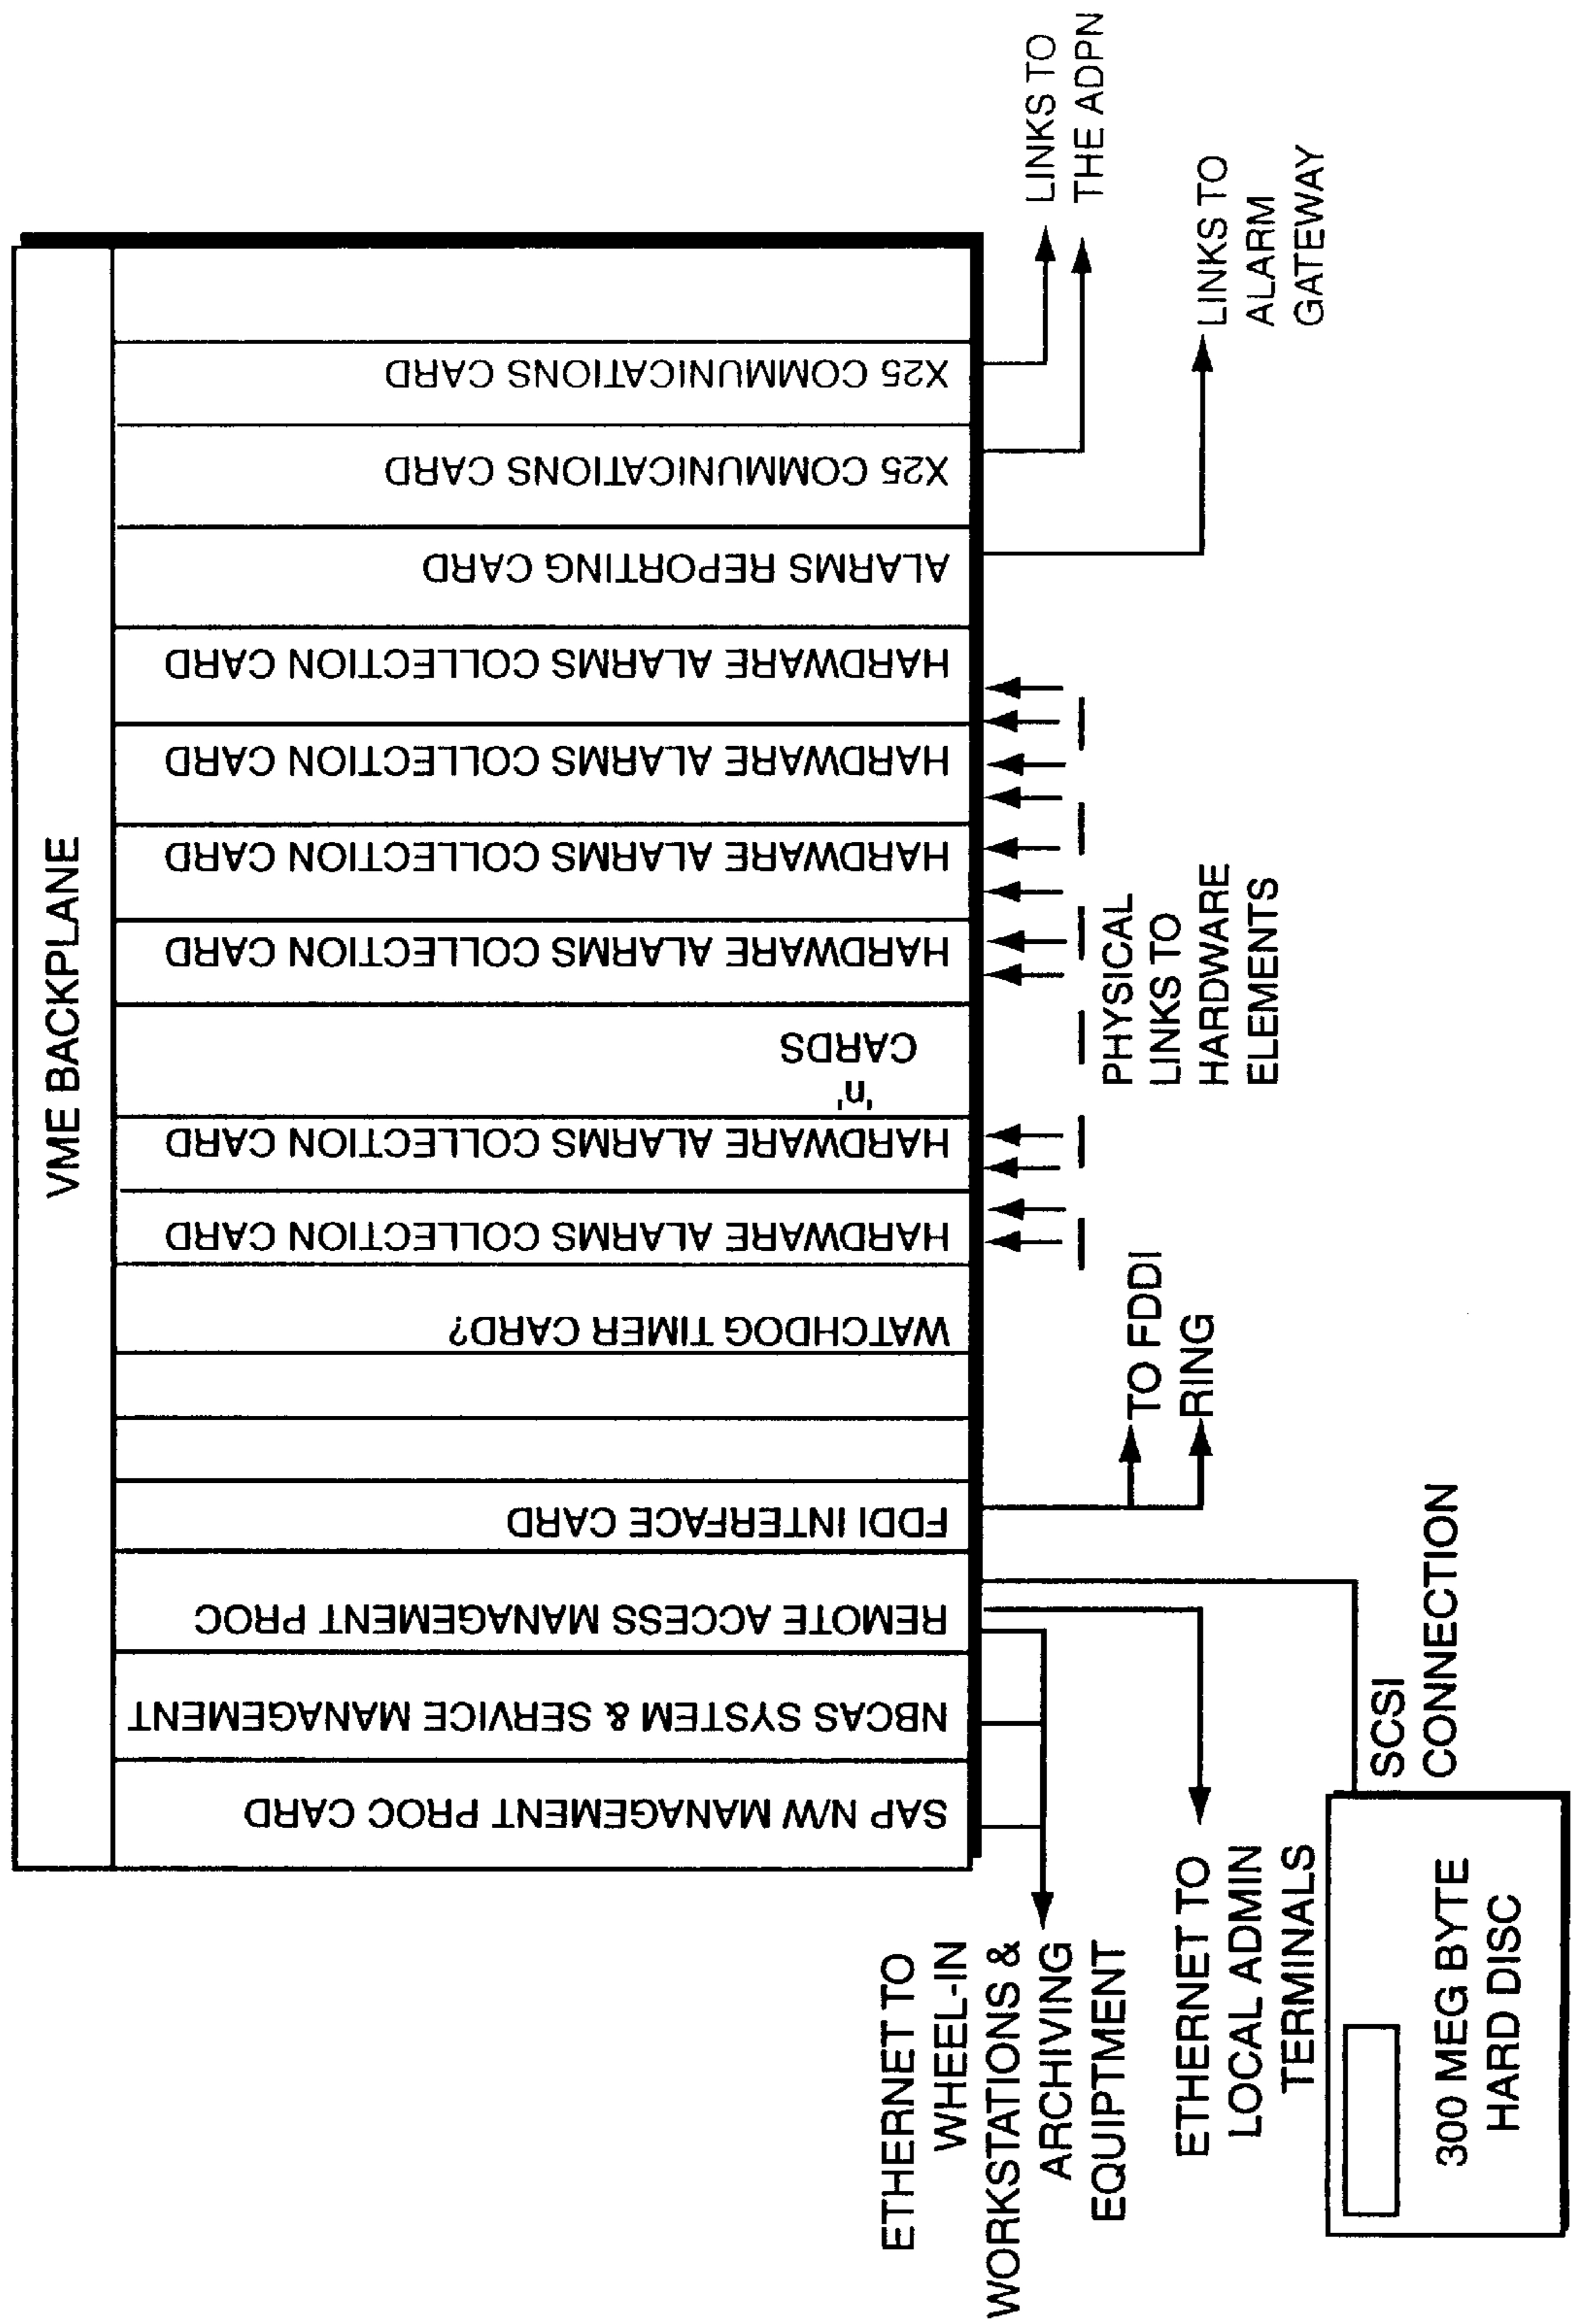 VME BACKPLANE
SAP N/W MANAGEMENT PROC CARD
NBCAS SYSTEM & SERVICE MANAGEMENT
REMOTE ACCESS MANAGEMENT PROC
FDDI INTERFACE CARD
WATCHDOG TIMER CARD?
HARDWARE ALARMS COLLECTION CARD
HARDWARE ALARMS COLLECTION CARD
'n'
CARDS
HARDWARE ALARMS COLLECTION CARD
HARDWARE ALARMS COLLECTION CARD
HARDWARE ALARMS COLLECTION CARD
HARDWARE ALARMS COLLECTION CARD
ALARMS REPORTING CARD
X25 COMMUNICATIONS CARD
X25 COMMUNICATIONS CARD
ETHERNET TO
WHEEL-IN
WORKSTATIONS &
ARCHIVING
EQUIPTMENT
ETHERNET TO
LOCAL ADMIN
TERMINALS
300 MEG BYTE
HARD DISC
SCSI
CONNECTION
TO FDDI
RING
PHYSICAL
LINKS TO
HARDWARE
ELEMENTS
LINKS TO
ALARM
GATEWAY
LINKS TO
THE ADPN